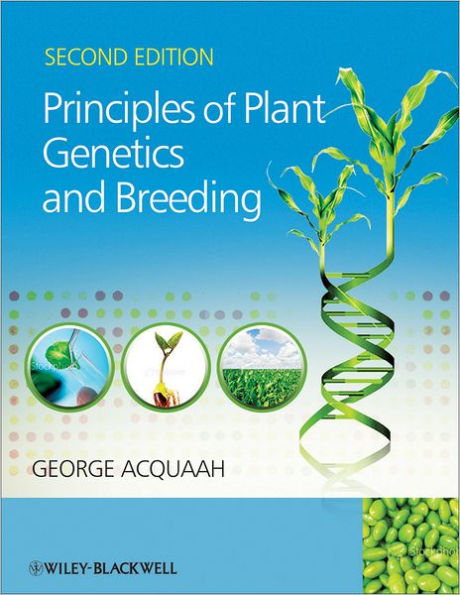 SECOND EDITION
Principles of Plant
Genetics
and Breeding
GEORGE ACQUAAH
WILEY-BLACKWELL